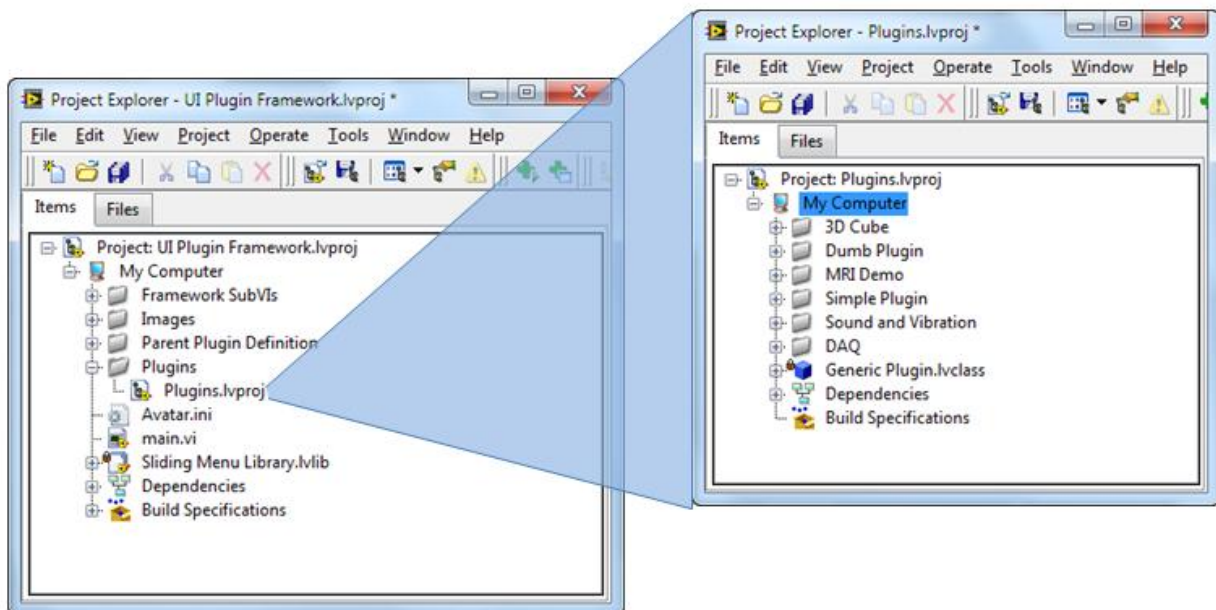 Project Explorer - UI Plugin Framework.lvproj *
File Edit View Project Operate Tools Window Help
Items Files
Project: UI Plugin Framework.lvproj
My Computer
Framework SubVIs
Images
Parent Plugin Definition
Plugins
Plugins.lvproj
Avatar.ini
main.vi
Sliding Menu Library.lvlib
Dependencies
Build Specifications
Project Explorer - Plugins.lvproj *
File Edit View Project Operate Tools Window Help
Items Files
Project: Plugins.lvproj
My Computer
3D Cube
Dumb Plugin
MRI Demo
Simple Plugin
Sound and Vibration
DAQ
Generic Plugin.lvclass
Dependencies
Build Specifications